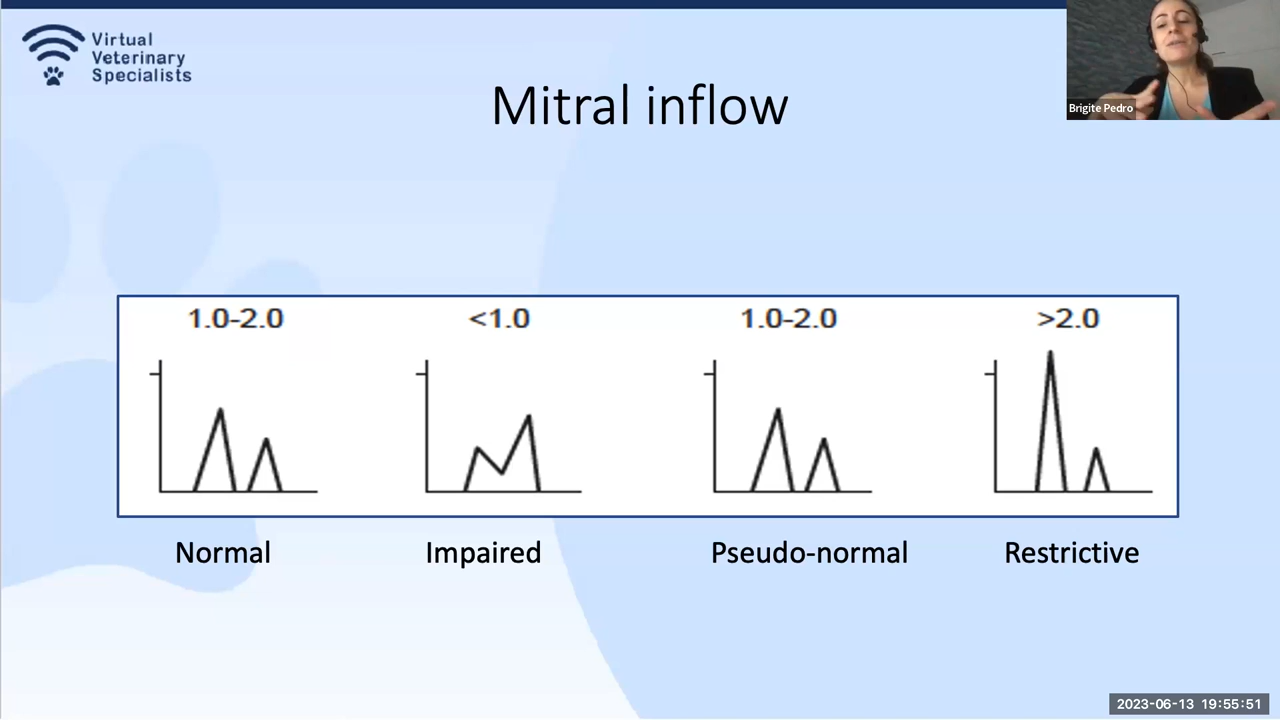 Virtual
Veterinary
Specialists
Mitral inflow
Brigite Pedro
1.0-2.0 <1.0 1.0-2.0 >2.0
Normal Impaired Pseudo-normal Restrictive
2023-06-13 19:55:51